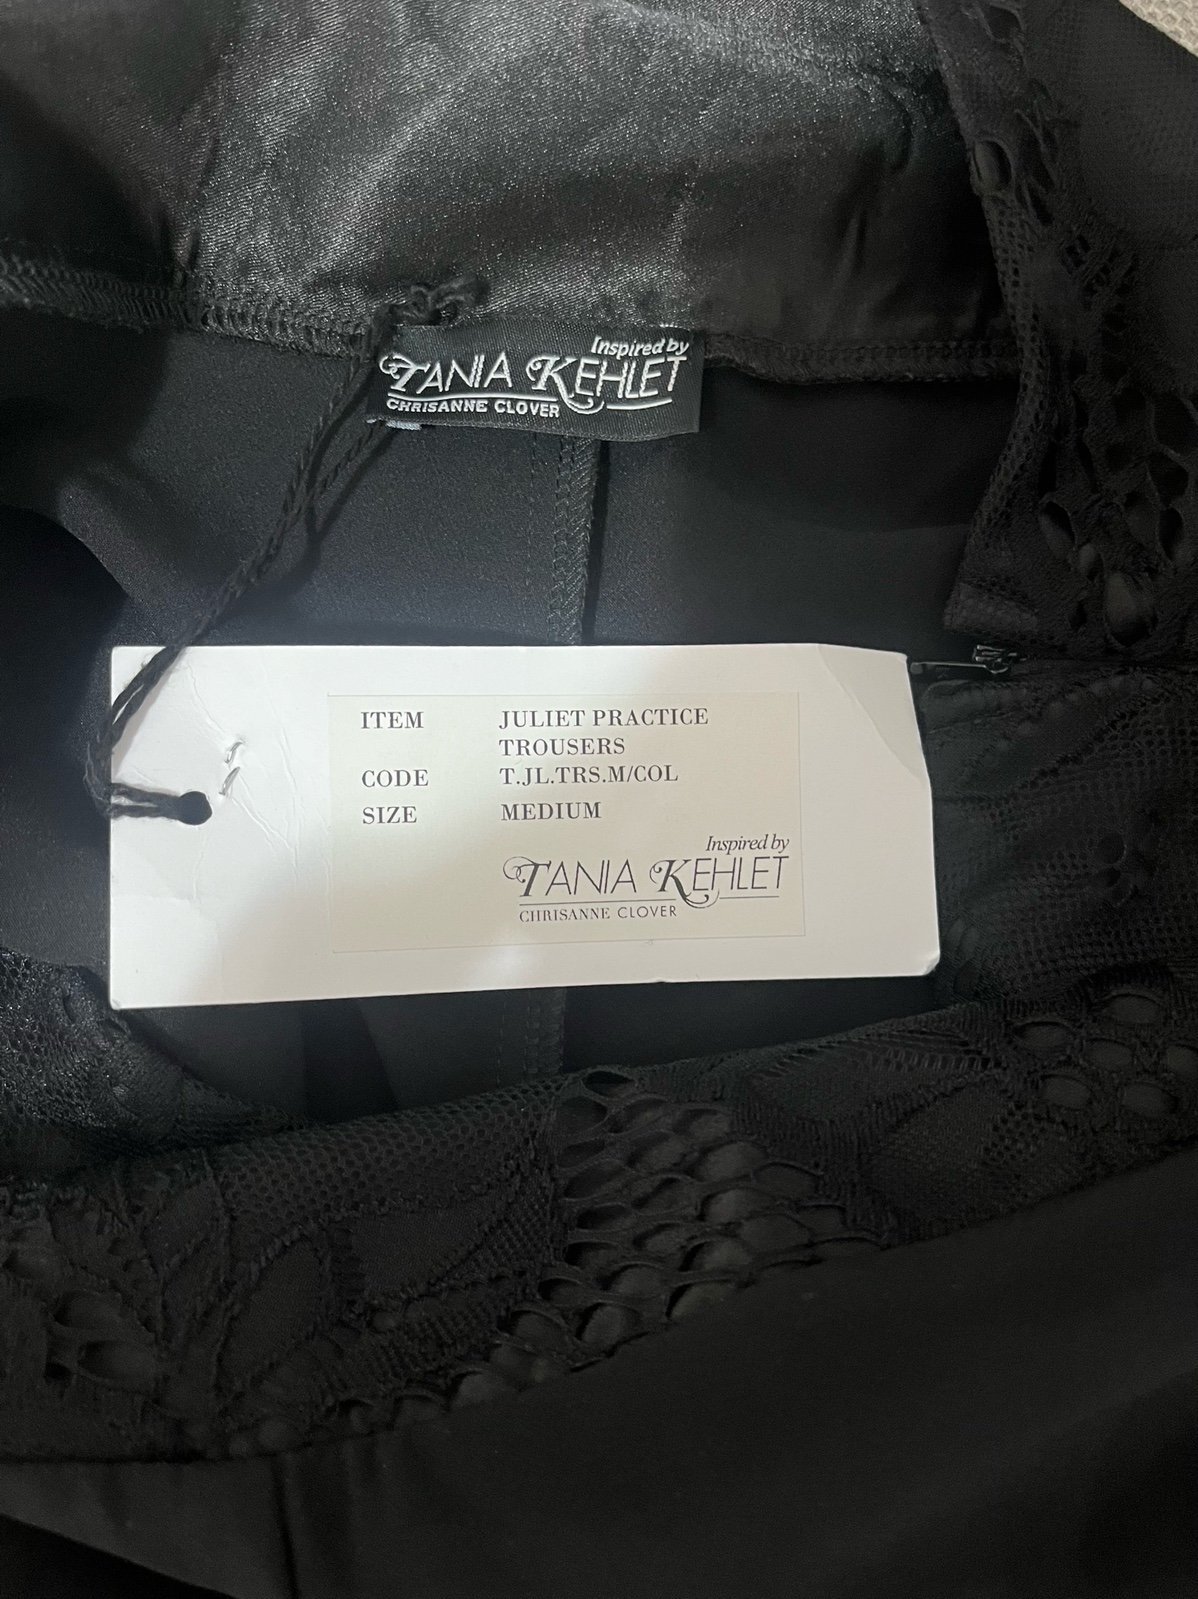 Inspired by
TANIA KEHLET
CHRISANNE CLOVER
ITEM JULIET PRACTICE
TROUSERS
CODE T.JL.TRS.M/COL
SIZE MEDIUM
Inspired by
TANIA KEHLET
CHRISANNE CLOVER